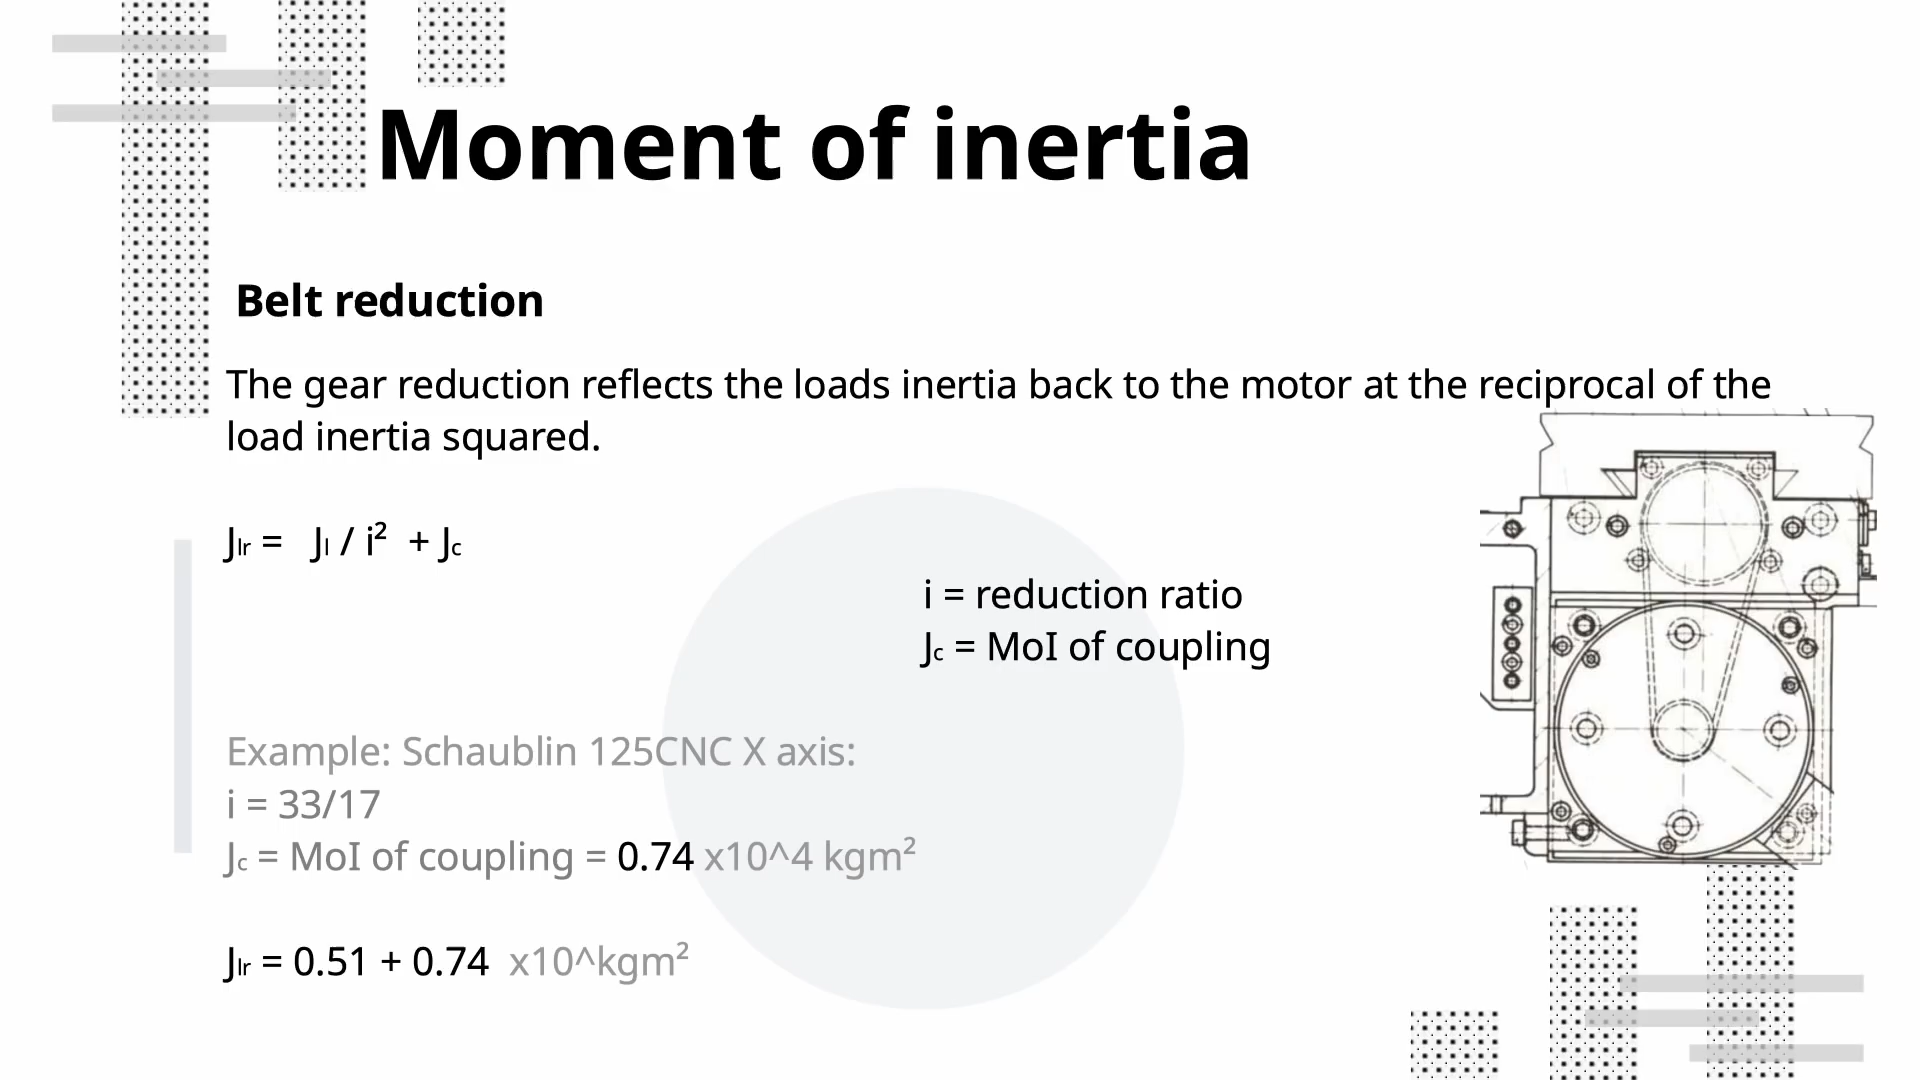 Moment of inertia
Belt reduction
The gear reduction reflects the loads inertia back to the motor at the reciprocal of the
load inertia squared.
Jlr = Jl / i² + Jc
i = reduction ratio
Jc = MoI of coupling
Example: Schaublin 125CNC X axis:
i = 33/17
Jc = MoI of coupling = 0.74 x10^4 kgm²
Jlr = 0.51 + 0.74 x10^kgm²